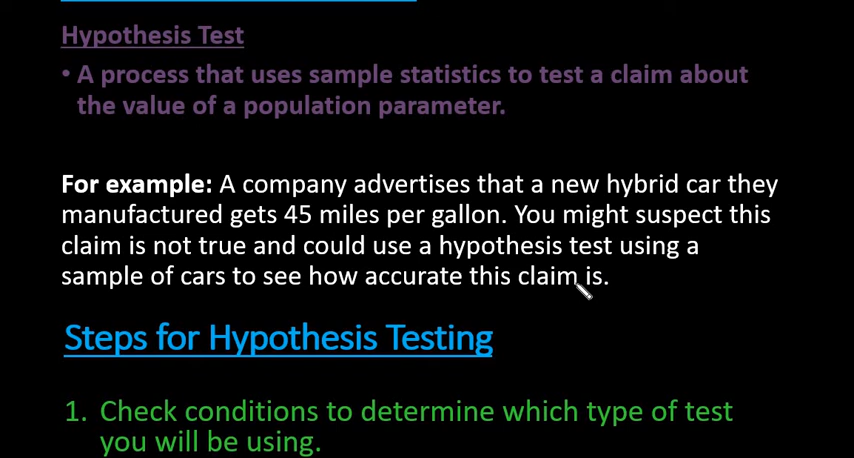 Hypothesis Test
• A process that uses sample statistics to test a claim about
the value of a population parameter.
For example: A company advertises that a new hybrid car they
manufactured gets 45 miles per gallon. You might suspect this
claim is not true and could use a hypothesis test using a
sample of cars to see how accurate this claim is.
Steps for Hypothesis Testing
1. Check conditions to determine which type of test
you will be using.